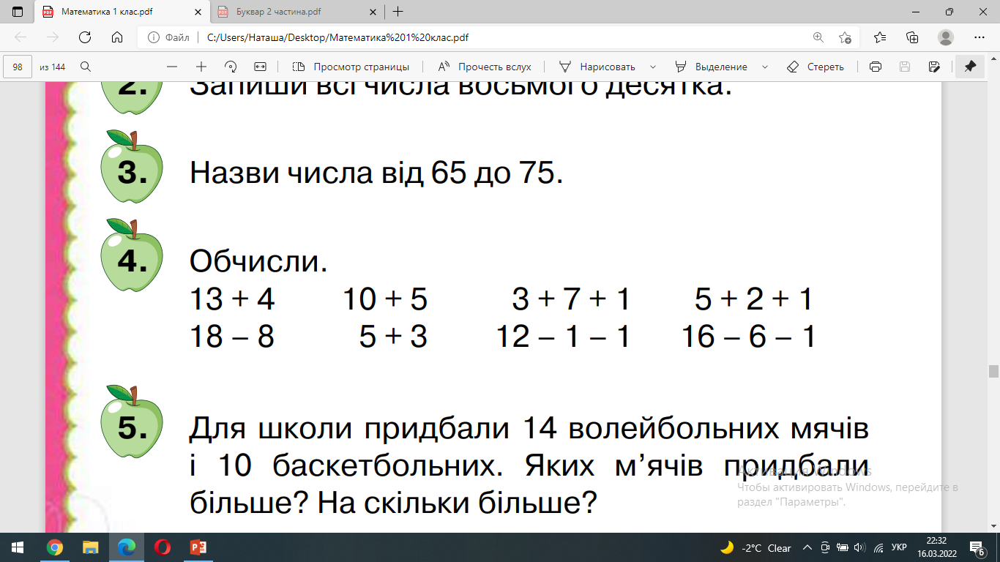 Математика 1 клас.pdf
Буквар 2 частина.pdf
Файл
C:/Users/Наташа/Desktop/Математика%201%20клас.pdf
98 из 144
Просмотр страницы
Прочесть вслух
Нарисовать
Выделение
Стереть
2. Запиши всі числа восьмого десятка.
3. Назви числа від 65 до 75.
4. Обчисли.
13 + 4 10 + 5 3 + 7 + 1 5 + 2 + 1
18 – 8 5 + 3 12 – 1 – 1 16 – 6 – 1
5. Для школи придбали 14 волейбольних мячів
і 10 баскетбольних. Яких м’ячів придбали
більше? На скільки більше?
Активация Windows
Чтобы активировать Windows, перейдите в
раздел "Параметры".
-2°C Clear
УКР
22:32
16.03.2022
6